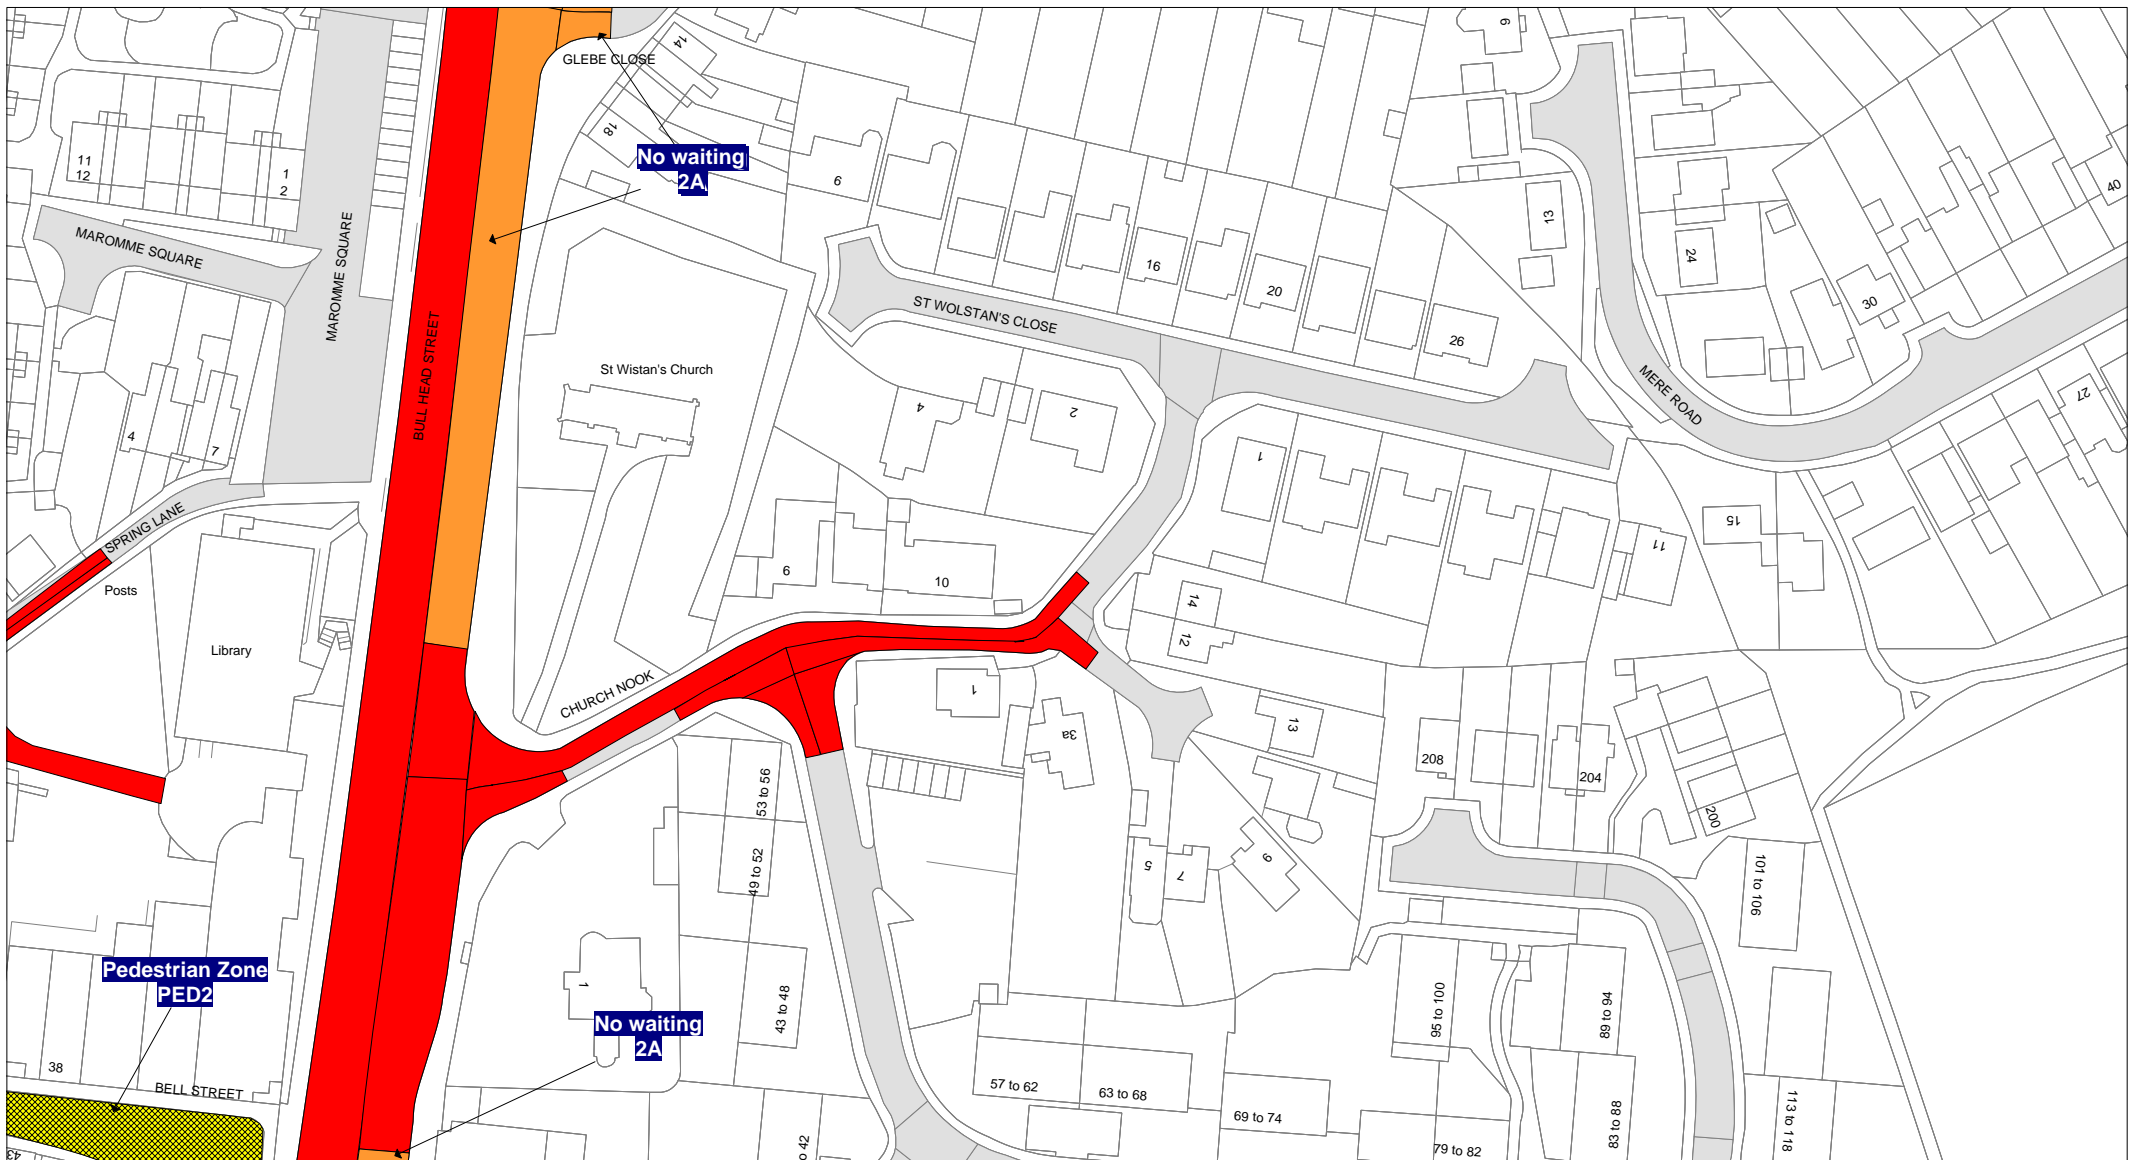 GLEBE CLOSE
14
18
No waiting
2A
9
6
11
12
1
2
MAROMME SQUARE
MAROMME SQUARE
BULL HEAD STREET
ST WOLSTAN'S CLOSE
16
20
26
13
24
30
40
MERE ROAD
27
St Wistan's Church
4
2
4
7
1
11
15
SPRING LANE
Posts
Library
6
10
14
12
CHURCH NOOK
1
3a
13
208
204
200
53 to 56
49 to 52
5
7
9
101 to 106
Pedestrian Zone
PED2
1
43 to 48
No waiting
2A
95 to 100
89 to 94
38
BELL STREET
57 to 62
63 to 68
69 to 74
79 to 82
83 to 88
113 to 118
43
o 42